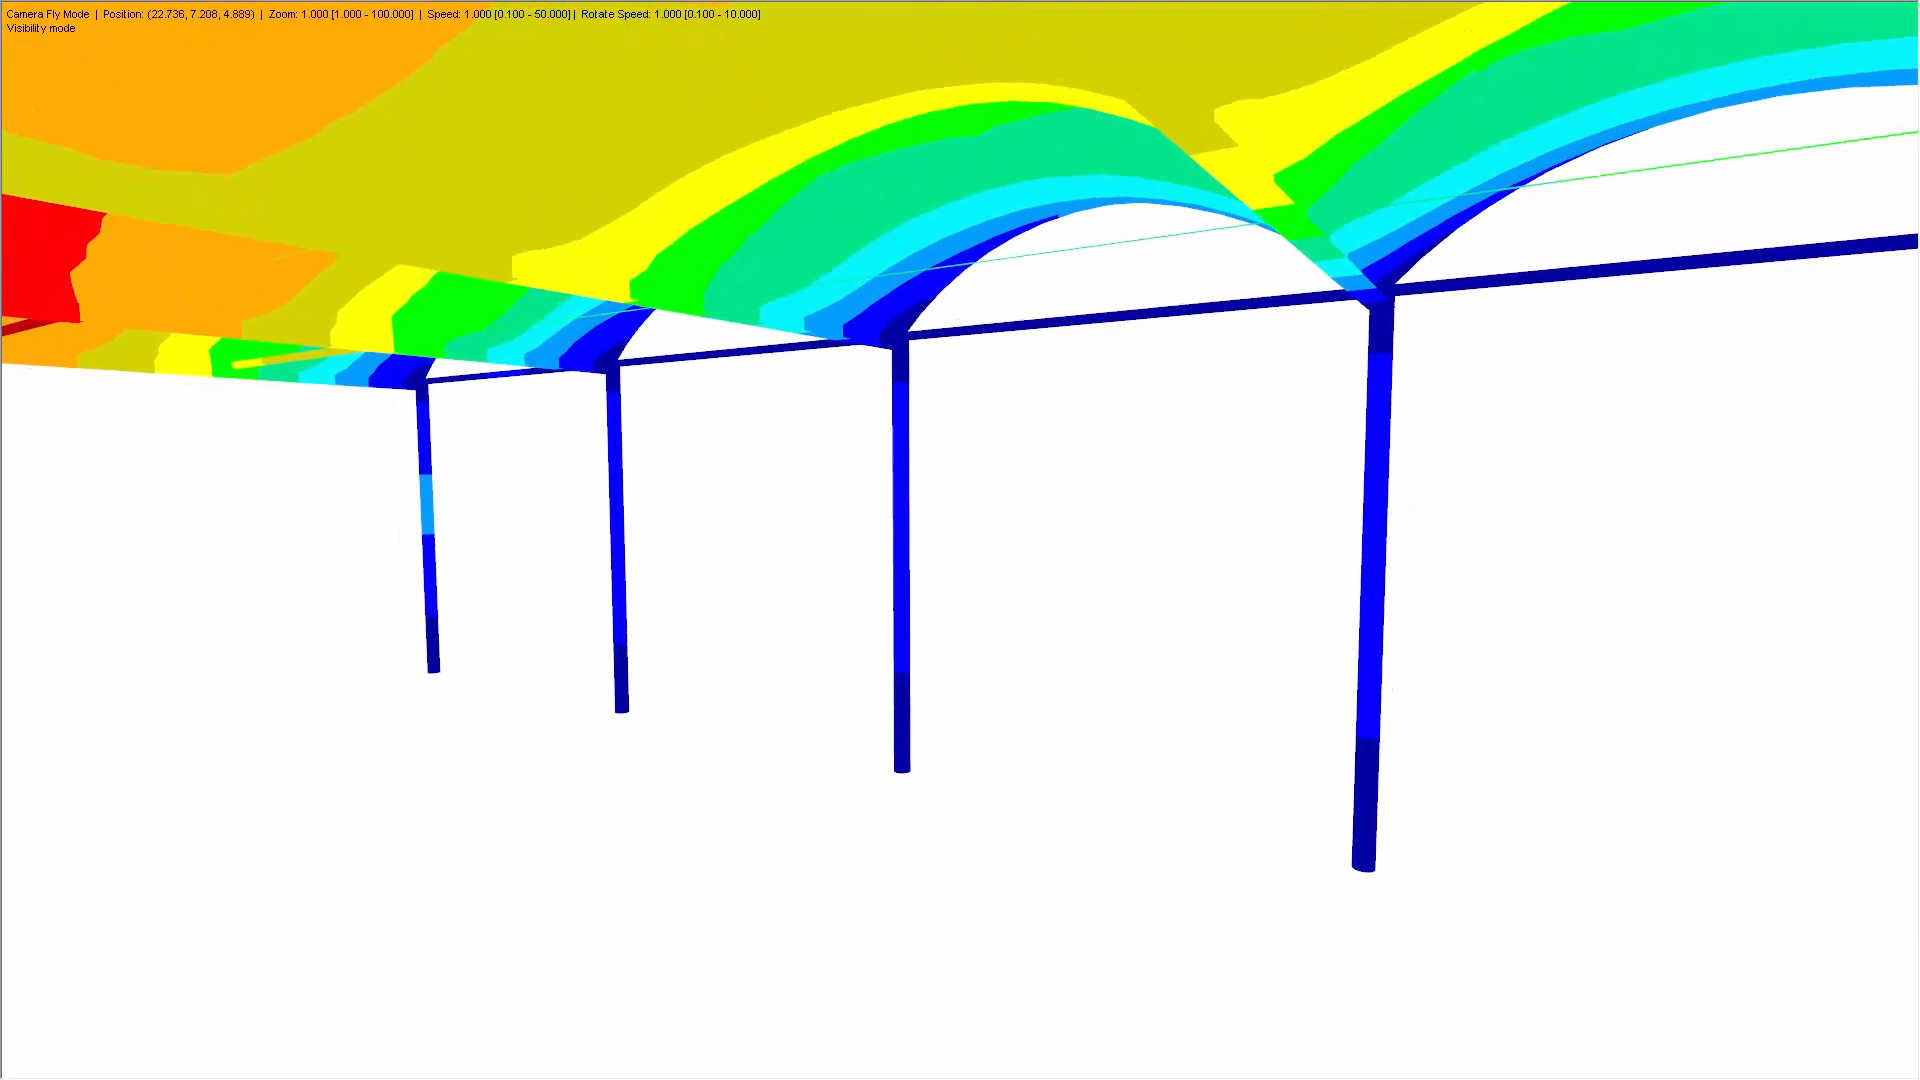 Camera Fly Mode | Position: (22.736, 7.208, 4.889) | Zoom: 1.000 [1.000 - 100.000] | Speed: 1.000 [0.100 - 50.000] | Rotate Speed: 1.000 [0.100 - 10.000]
Visibility mode